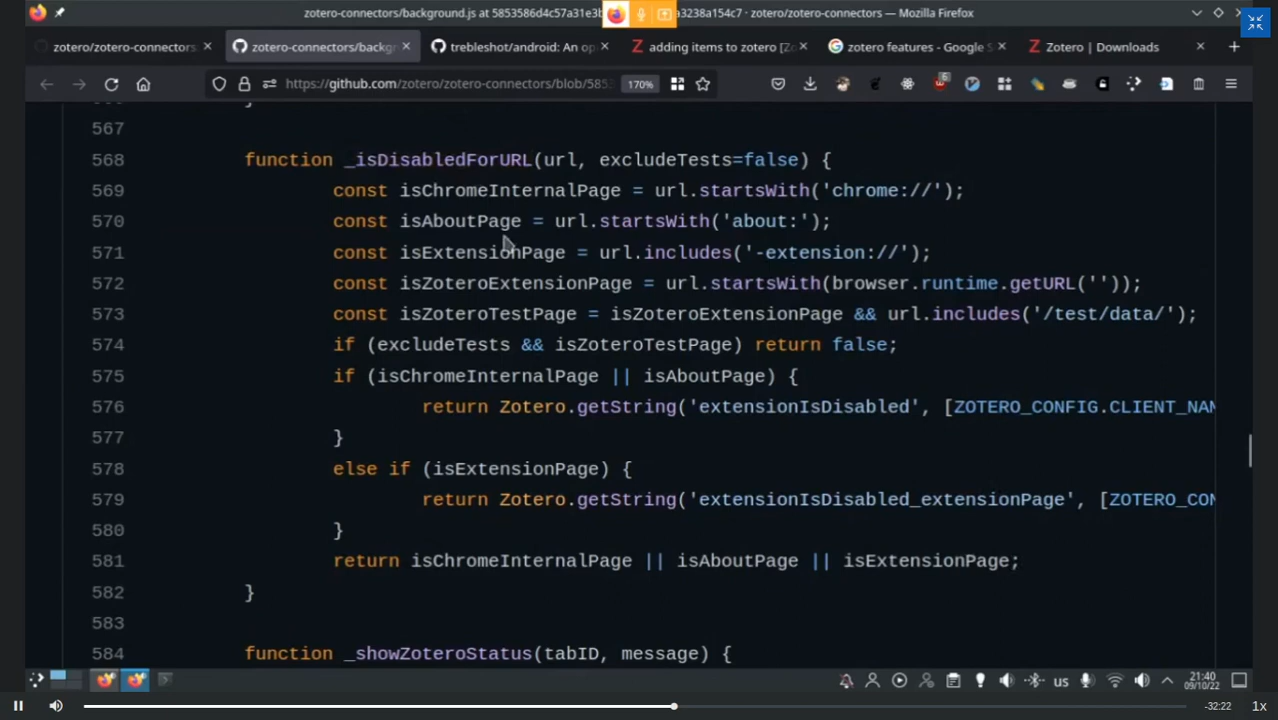 zotero-connectors/background.js at 5853586d4c57a31e3b a3238a154c7 · zotero/zotero-connectors — Mozilla Firefox
zotero/zotero-connectors
zotero-connectors/backgr
trebleshot/android: An op
adding items to zotero [Zo
zotero features - Google S
Zotero | Downloads
https://github.com/zotero/zotero-connectors/blob/5853
170%
6
567
568 function _isDisabledForURL(url, excludeTests=false) {
569 const isChromeInternalPage = url.startsWith('chrome://');
570 const isAboutPage = url.startsWith('about:');
571 const isExtensionPage = url.includes('-extension://');
572 const isZoteroExtensionPage = url.startsWith(browser.runtime.getURL(''));
573 const isZoteroTestPage = isZoteroExtensionPage && url.includes('/test/data/');
574 if (excludeTests && isZoteroTestPage) return false;
575 if (isChromeInternalPage || isAboutPage) {
576 return Zotero.getString('extensionIsDisabled', [ZOTERO_CONFIG.CLIENT_NAM
577 }
578 else if (isExtensionPage) {
579 return Zotero.getString('extensionIsDisabled_extensionPage', [ZOTERO_CON
580 }
581 return isChromeInternalPage || isAboutPage || isExtensionPage;
582 }
583
584 function _showZoteroStatus(tabID, message) {
us
21:40
09/10/22
-32:22
1x